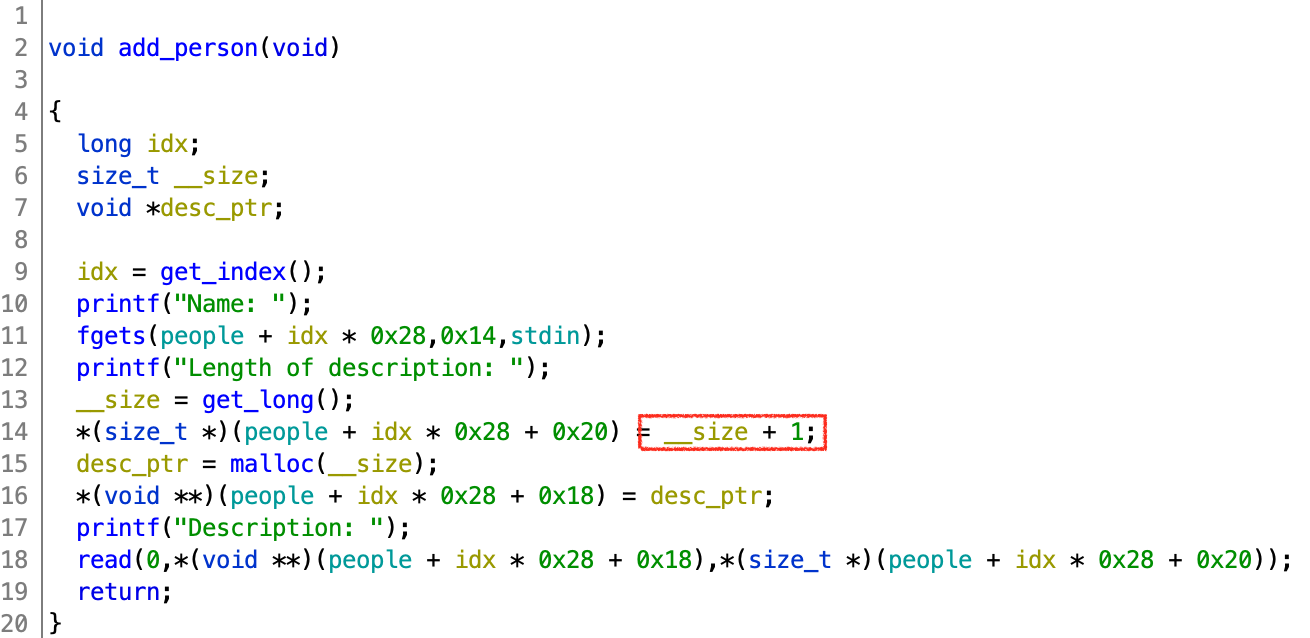 1
2 void add_person(void)
3
4 {
5 long idx;
6 size_t __size;
7 void *desc_ptr;
8
9 idx = get_index();
10 printf("Name: ");
11 fgets(people + idx * 0x28,0x14,stdin);
12 printf("Length of description: ");
13 __size = get_long();
14 *(size_t *)(people + idx * 0x28 + 0x20) = __size + 1;
15 desc_ptr = malloc(__size);
16 *(void **)(people + idx * 0x28 + 0x18) = desc_ptr;
17 printf("Description: ");
18 read(0,*(void **)(people + idx * 0x28 + 0x18),*(size_t *)(people + idx * 0x28 + 0x20));
19 return;
20 }